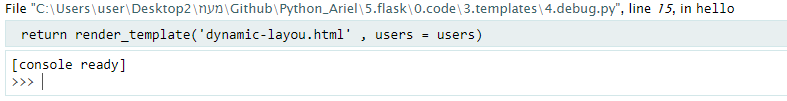 File "C:\Users\user\Desktop2\מעוז\Github\Python_Ariel\5.flask\0.code\3.templates\4.debug.py", line 15, in hello
return render_template('dynamic-layou.html' , users = users)
[console ready]
>>>